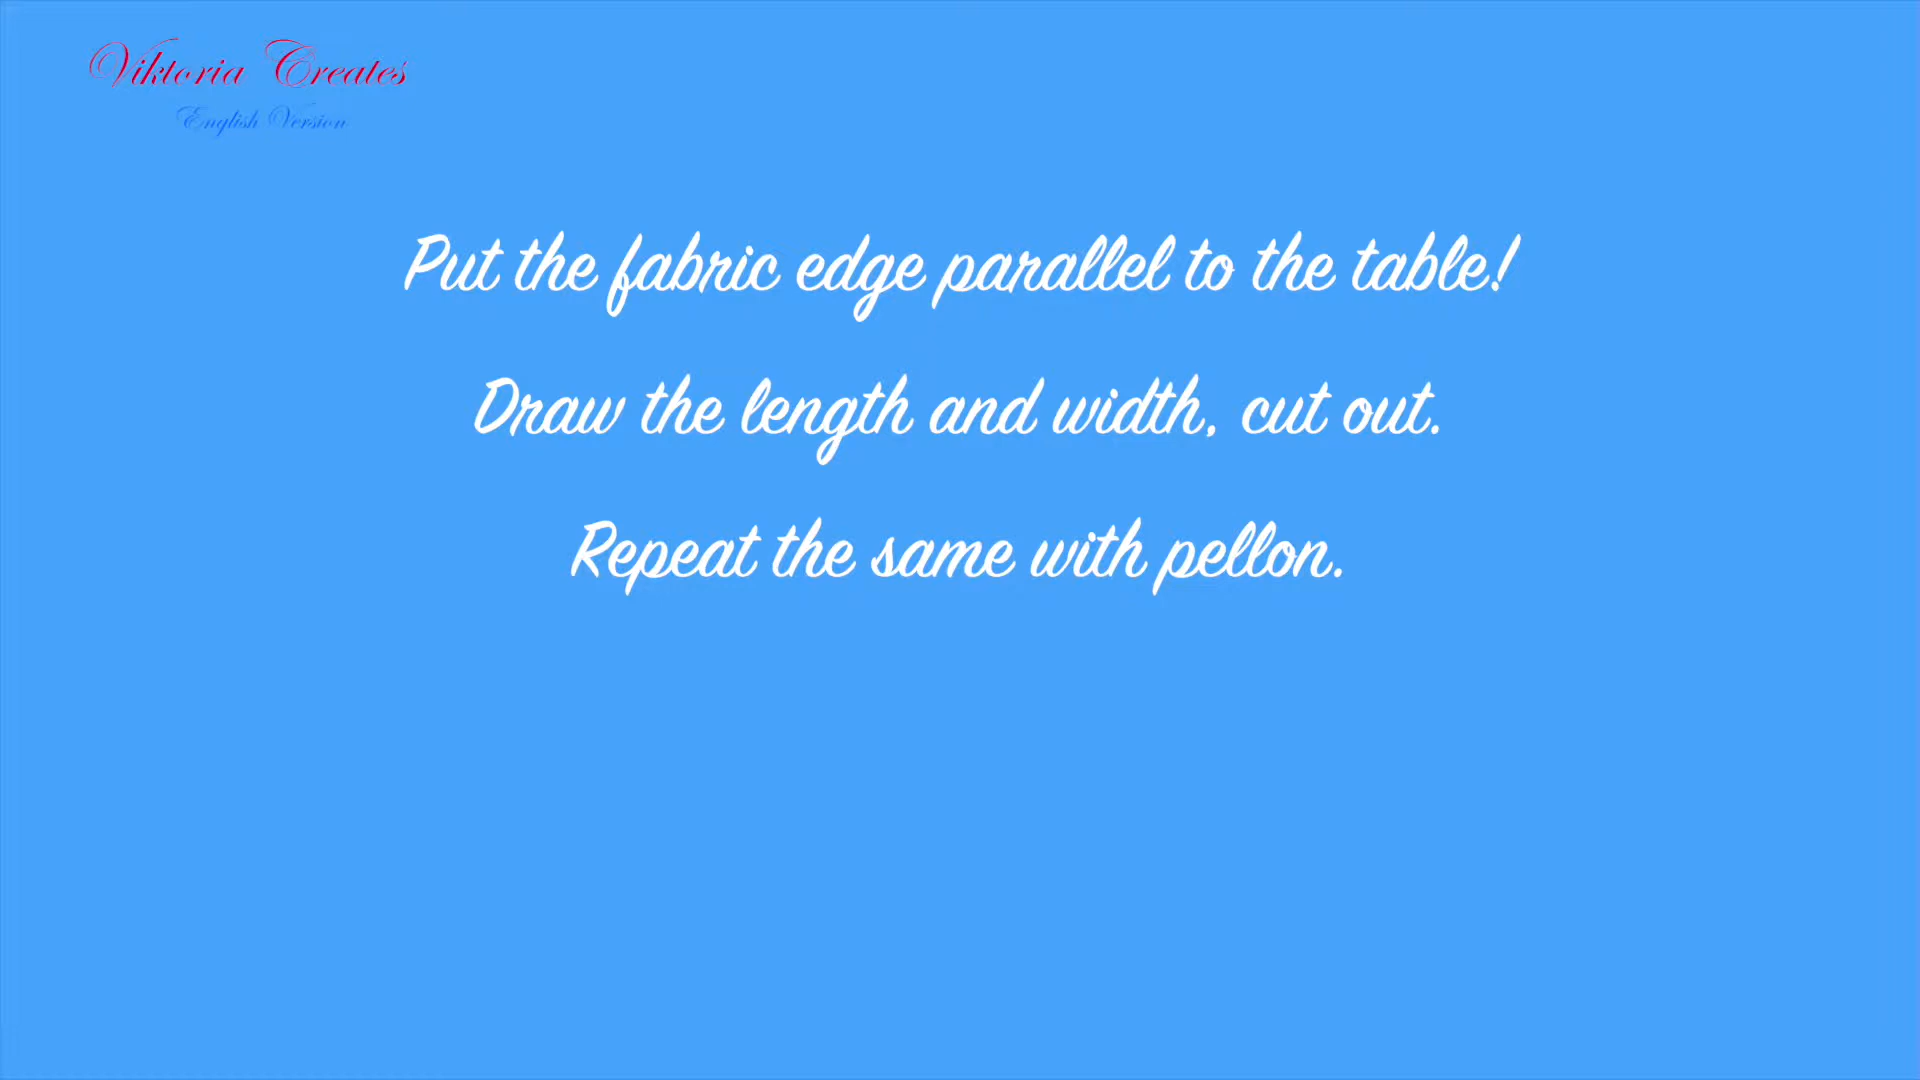 Viktoria Creates
English Version
Put the fabric edge parallel to the table!
Draw the length and width, cut out.
Repeat the same with pellon.